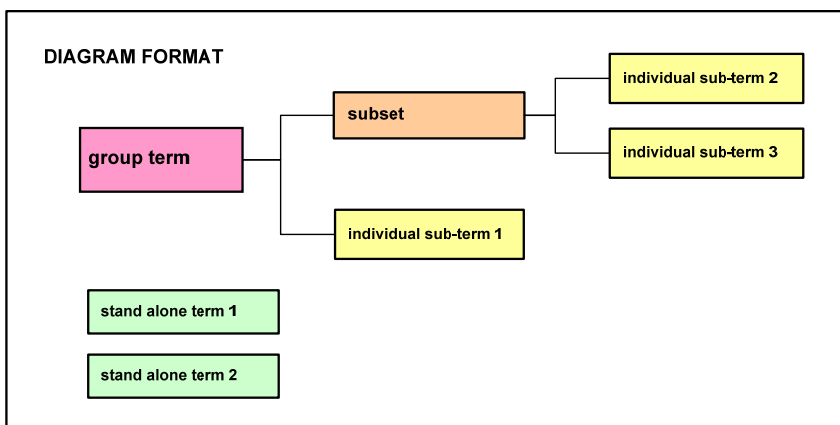 DIAGRAM FORMAT
group term
subset
individual sub-term 1
individual sub-term 2
individual sub-term 3
stand alone term 1
stand alone term 2